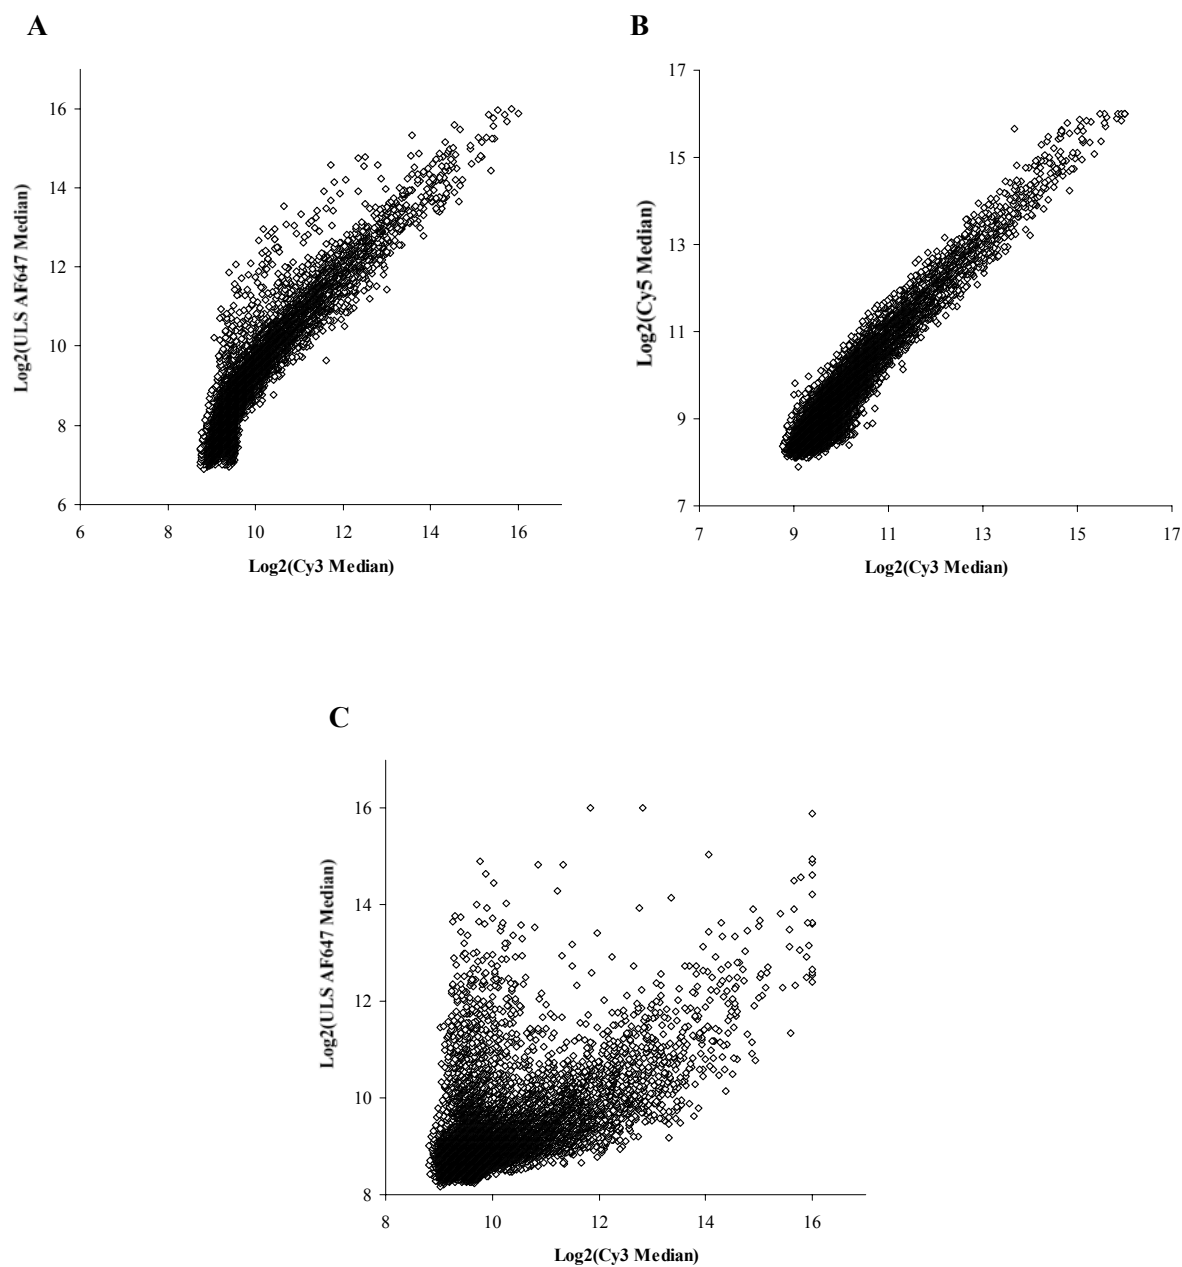 A
B
Log2(ULS AF647 Median)
16
14
12
10
8
6
6 8 10 12 14 16
Log2(Cy3 Median)
Log2(Cy5 Median)
17
15
13
11
9
7
7 9 11 13 15 17
Log2(Cy3 Median)
C
Log2(ULS AF647 Median)
16
14
12
10
8
8 10 12 14 16
Log2(Cy3 Median)